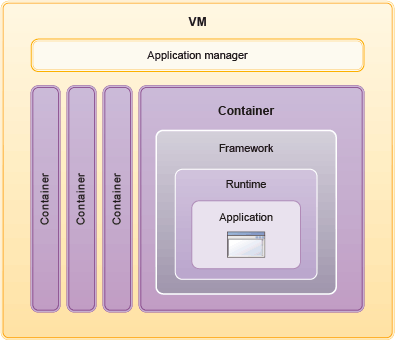 VM
Application manager
Container
Container
Container
Container
Framework
Runtime
Application